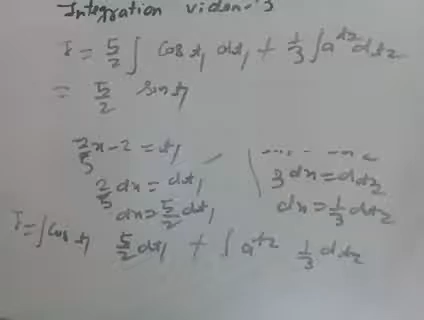 Integration video-3
I = 5/2 ∫ cos t₁ dt₁ + 1/3 ∫ a^t₂ dt₂
= 5/2 sin t₁
2/5 x - 2 = t₁
2/5 dx = dt₁
3dx = dt₂
dx = 5/2 dt₁
dx = 1/3 dt₂
I = ∫ cos t₁ 5/2 dt₁ + ∫ a^t₂ 1/3 dt₂